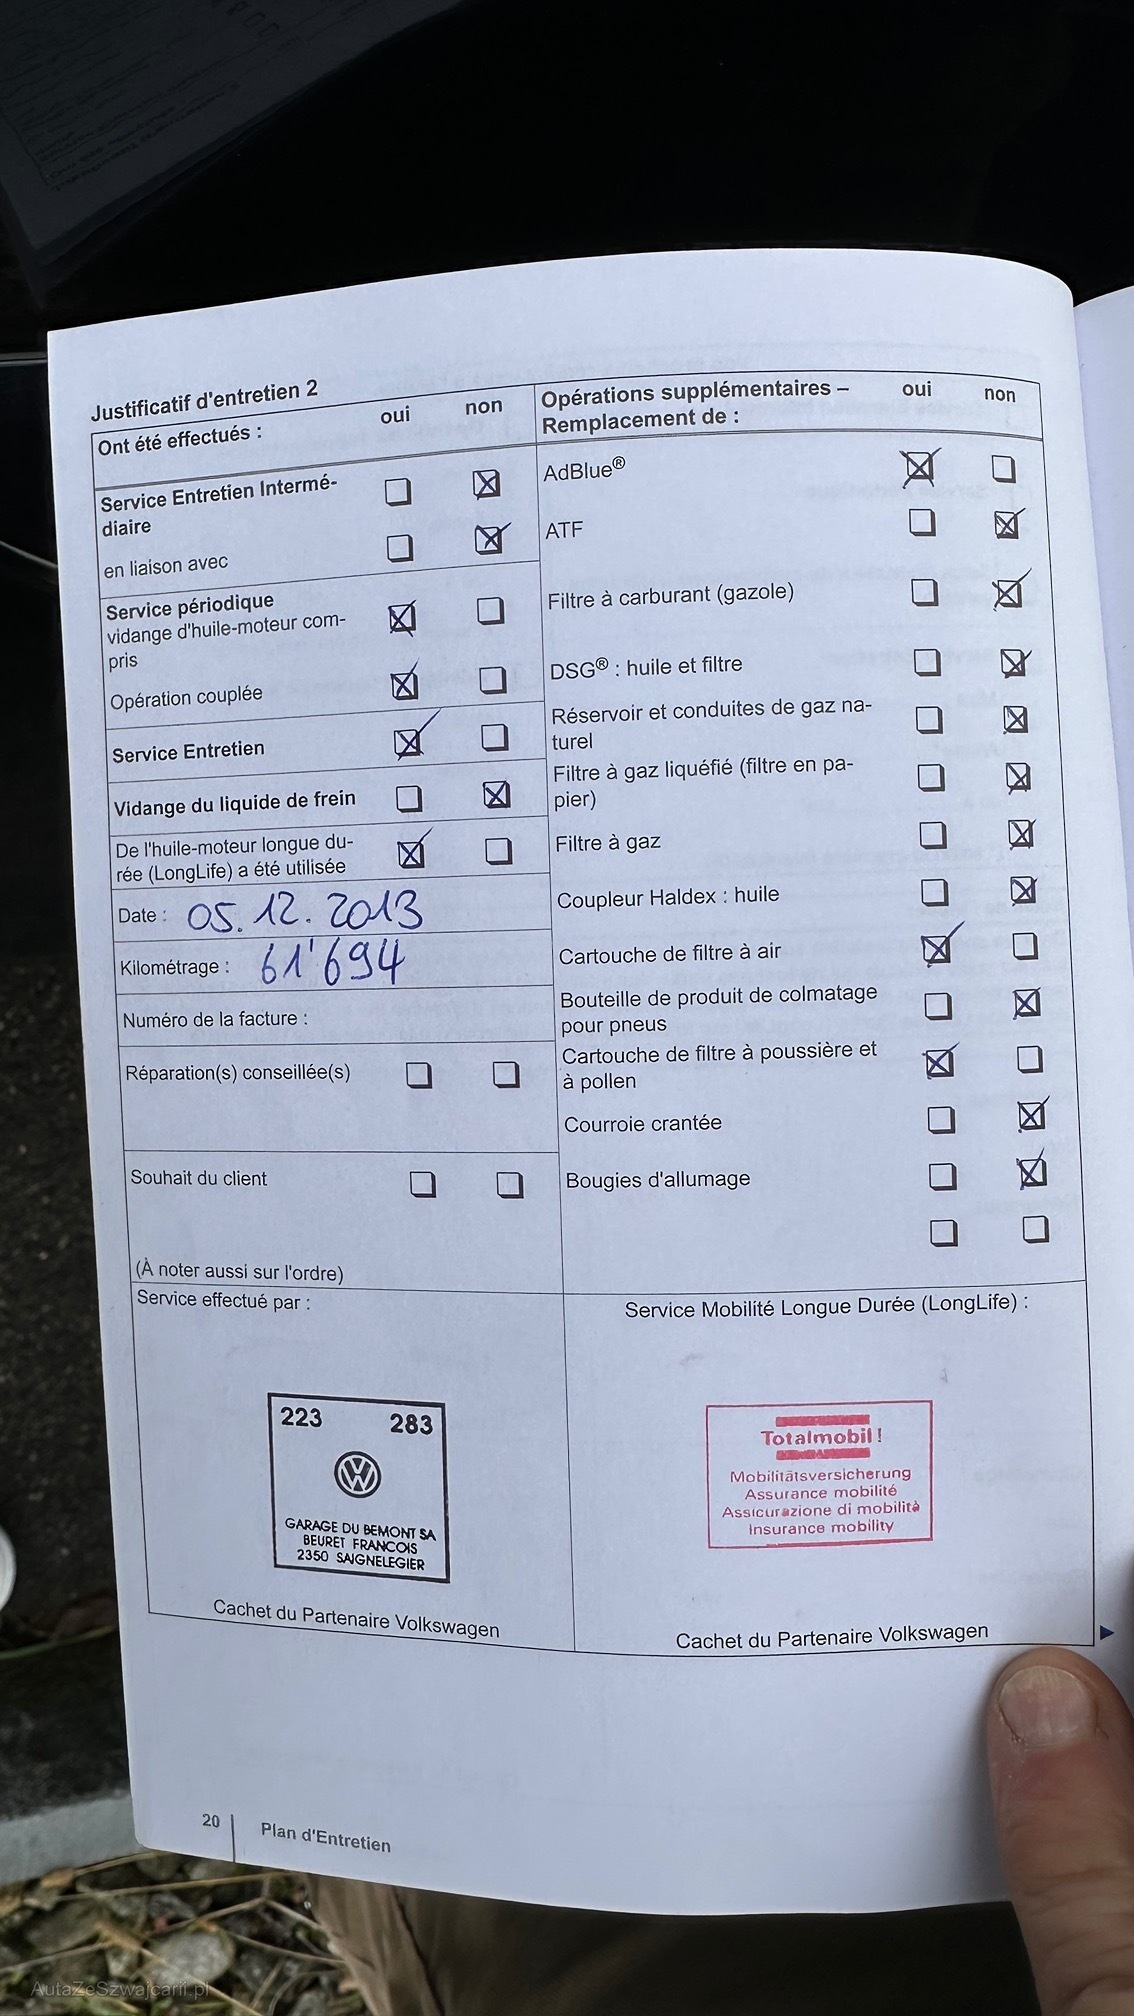 Justificatif d'entretien 2
Ont été effectués :
oui non
Service Entretien Intermé-
diaire
en liaison avec
Service périodique
vidange d'huile-moteur com-
pris
Opération couplée
Service Entretien
Vidange du liquide de frein
De l'huile-moteur longue du-
rée (LongLife) a été utilisée
Date : 05.12.2013
Kilométrage : 61'694
Numéro de la facture :
Réparation(s) conseillée(s)
Souhait du client
(À noter aussi sur l'ordre)
Opérations supplémentaires –
Remplacement de :
oui non
AdBlue®
ATF
Filtre à carburant (gazole)
DSG® : huile et filtre
Réservoir et conduites de gaz na-
turel
Filtre à gaz liquéfié (filtre en pa-
pier)
Filtre à gaz
Coupleur Haldex : huile
Cartouche de filtre à air
Bouteille de produit de colmatage
pour pneus
Cartouche de filtre à poussière et
à pollen
Courroie crantée
Bougies d'allumage
Service effectué par :
223 283
GARAGE DU BEMONT SA
BEURET FRANCOIS
2350 SAIGNELEGIER
Cachet du Partenaire Volkswagen
Service Mobilité Longue Durée (LongLife) :
Totalmobil!
Mobilitätsversicherung
Assurance mobilité
Assicurazione di mobilità
Insurance mobility
Cachet du Partenaire Volkswagen
20 Plan d'Entretien
AutaZeSzwajcarii.pl